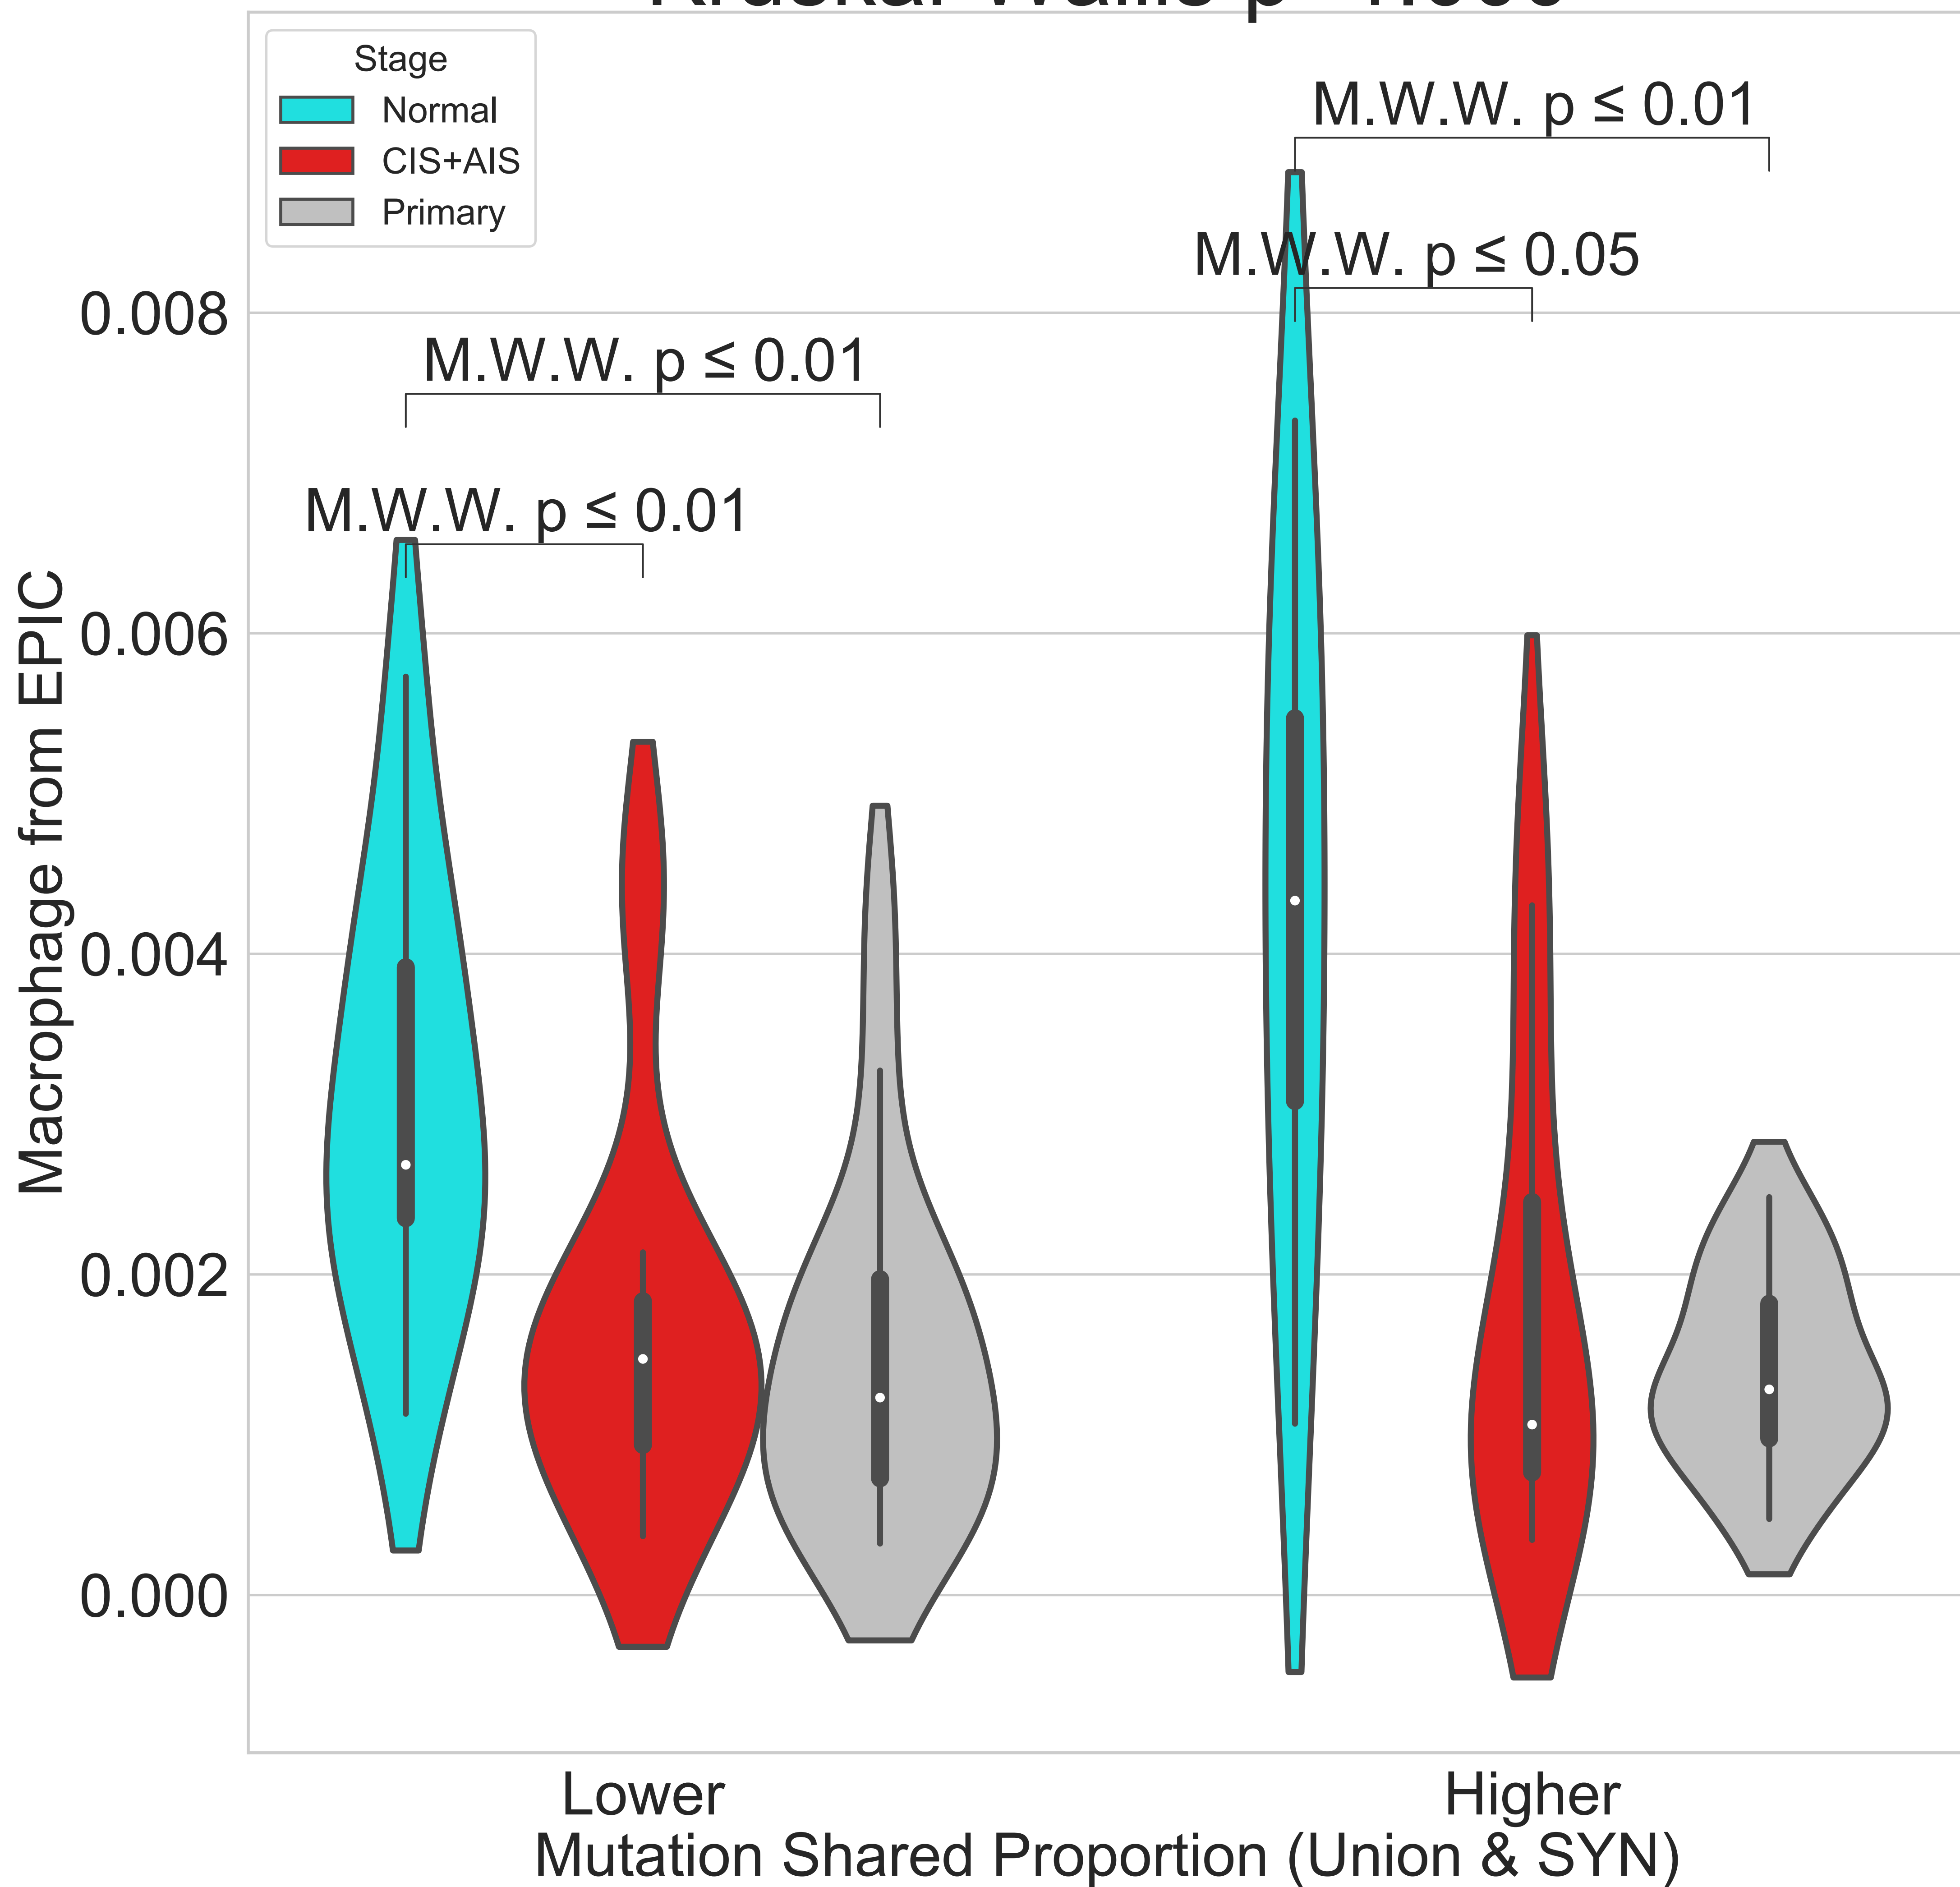 Stage
Normal
CIS+AIS
Primary
M.W.W. p ≤ 0.01
M.W.W. p ≤ 0.05
M.W.W. p ≤ 0.01
M.W.W. p ≤ 0.01
0.008
0.006
0.004
0.002
0.000
Macrophage from EPIC
Lower
Higher
Mutation Shared Proportion (Union & SYN)